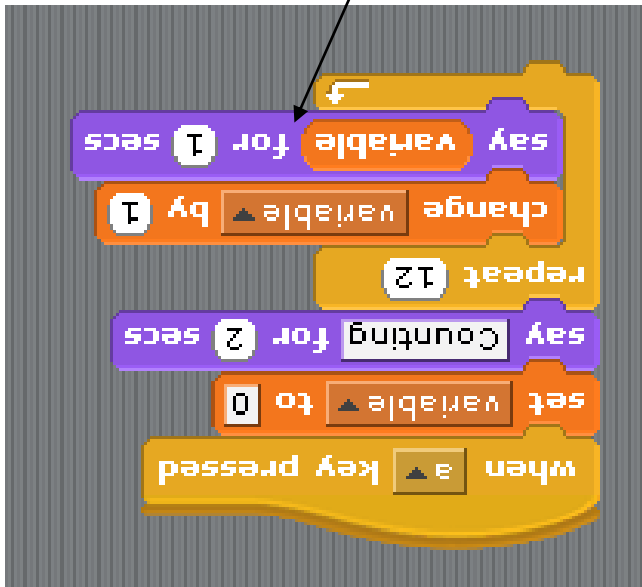 when a key pressed
set variable to 0
say Counting for 2 secs
repeat 12
change variable by 1
say variable for 1 secs